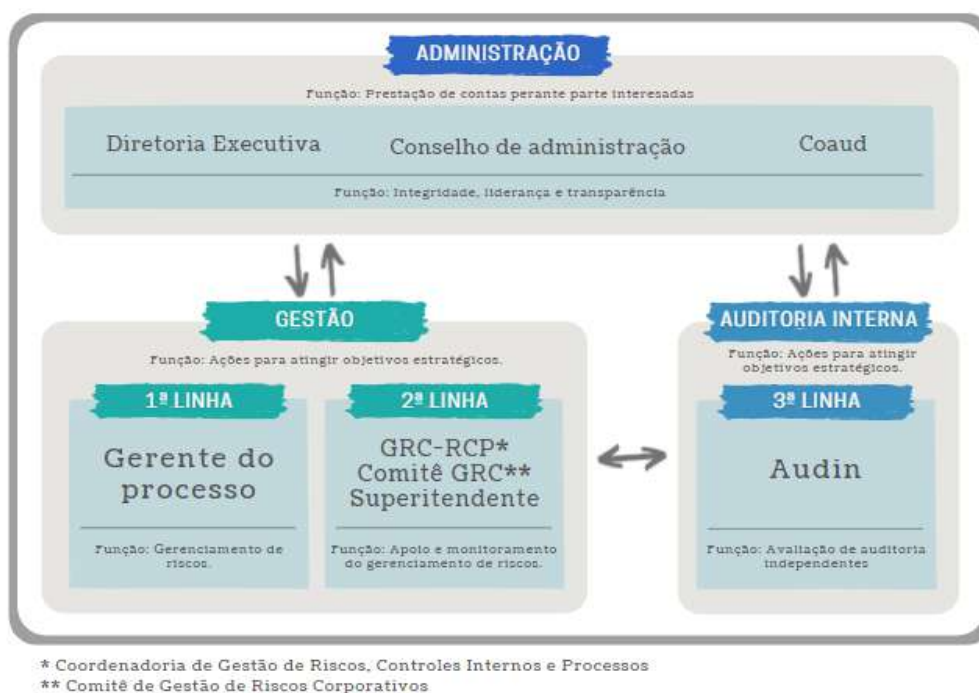 ADMINISTRAÇÃO
Função: Prestação de contas perante parte interesadas
Diretoria Executiva
Conselho de administração
Coaud
Função: Integridade, liderança e transparência
GESTÃO
Função: Ações para atingir objetivos estratégicos.
1ª LINHA
Gerente do
processo
Função: Gerenciamento de
riscos.
2ª LINHA
GRC-RCP*
Comitê GRC**
Superitendente
Função: Apoio e monitoramento
do gerenciamento de riscos.
AUDITORIA INTERNA
Função: Ações para atingir
objetivos estratégicos.
3ª LINHA
Audin
Função: Avaliação de auditoria
independentes
* Coordenadoria de Gestão de Riscos, Controles Internos e Processos
** Comitê de Gestão de Riscos Corporativos